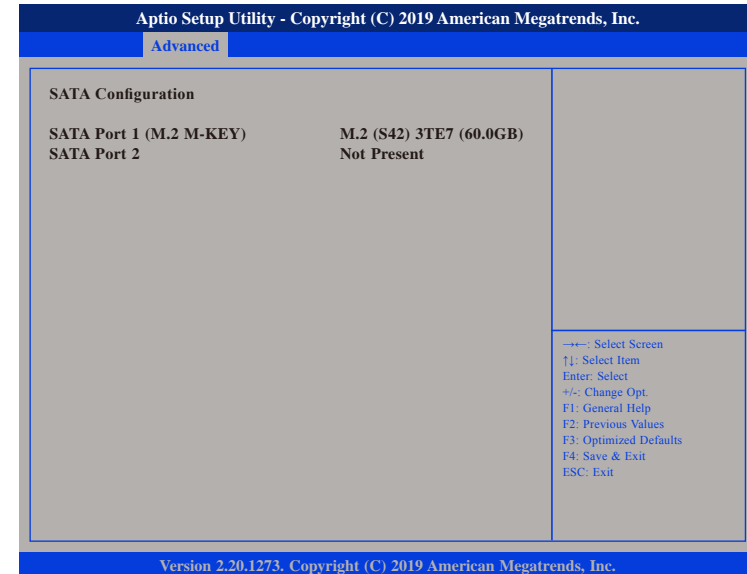 Aptio Setup Utility - Copyright (C) 2019 American Megatrends, Inc.
Advanced
SATA Configuration
SATA Port 1 (M.2 M-KEY) M.2 (S42) 3TE7 (60.0GB)
SATA Port 2 Not Present
→←: Select Screen
↑↓: Select Item
Enter: Select
+/-: Change Opt.
F1: General Help
F2: Previous Values
F3: Optimized Defaults
F4: Save & Exit
ESC: Exit
Version 2.20.1273. Copyright (C) 2019 American Megatrends, Inc.